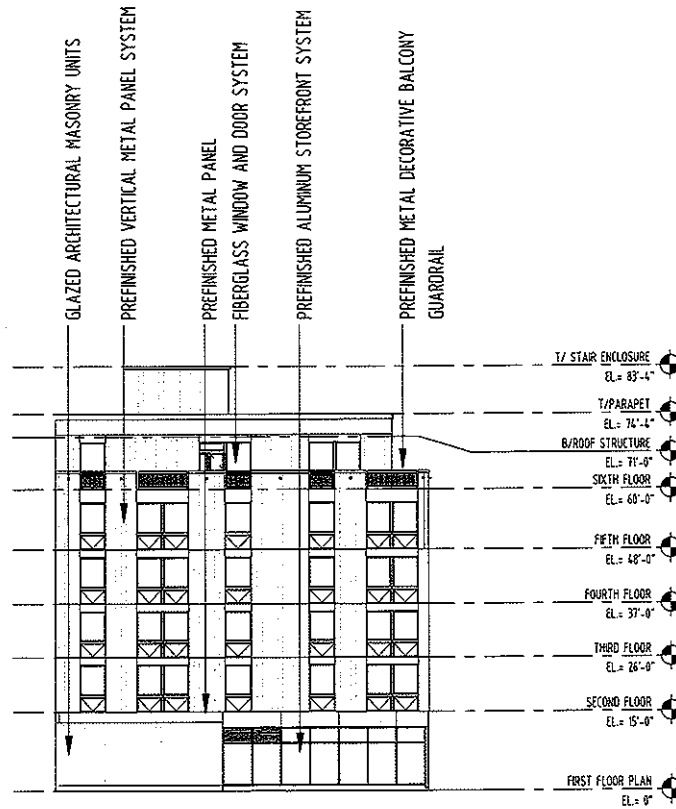 GLAZED ARCHITECTURAL MASONRY UNITS
PREFINISHED VERTICAL METAL PANEL SYSTEM
PREFINISHED METAL PANEL
FIBERGLASS WINDOW AND DOOR SYSTEM
PREFINISHED ALUMINUM STOREFRONT SYSTEM
PREFINISHED METAL DECORATIVE BALCONY
GUARDRAIL
T/ STAIR ENCLOSURE
EL.= 83'-4"
T/PARAPET
EL.= 74'-4"
B/ROOF STRUCTURE
EL.= 71'-0"
SIXTH FLOOR
EL.= 60'-0"
FIFTH FLOOR
EL.= 48'-0"
FOURTH FLOOR
EL.= 37'-0"
THIRD FLOOR
EL.= 26'-0"
SECOND FLOOR
EL.= 15'-0"
FIRST FLOOR PLAN
EL.= 0"